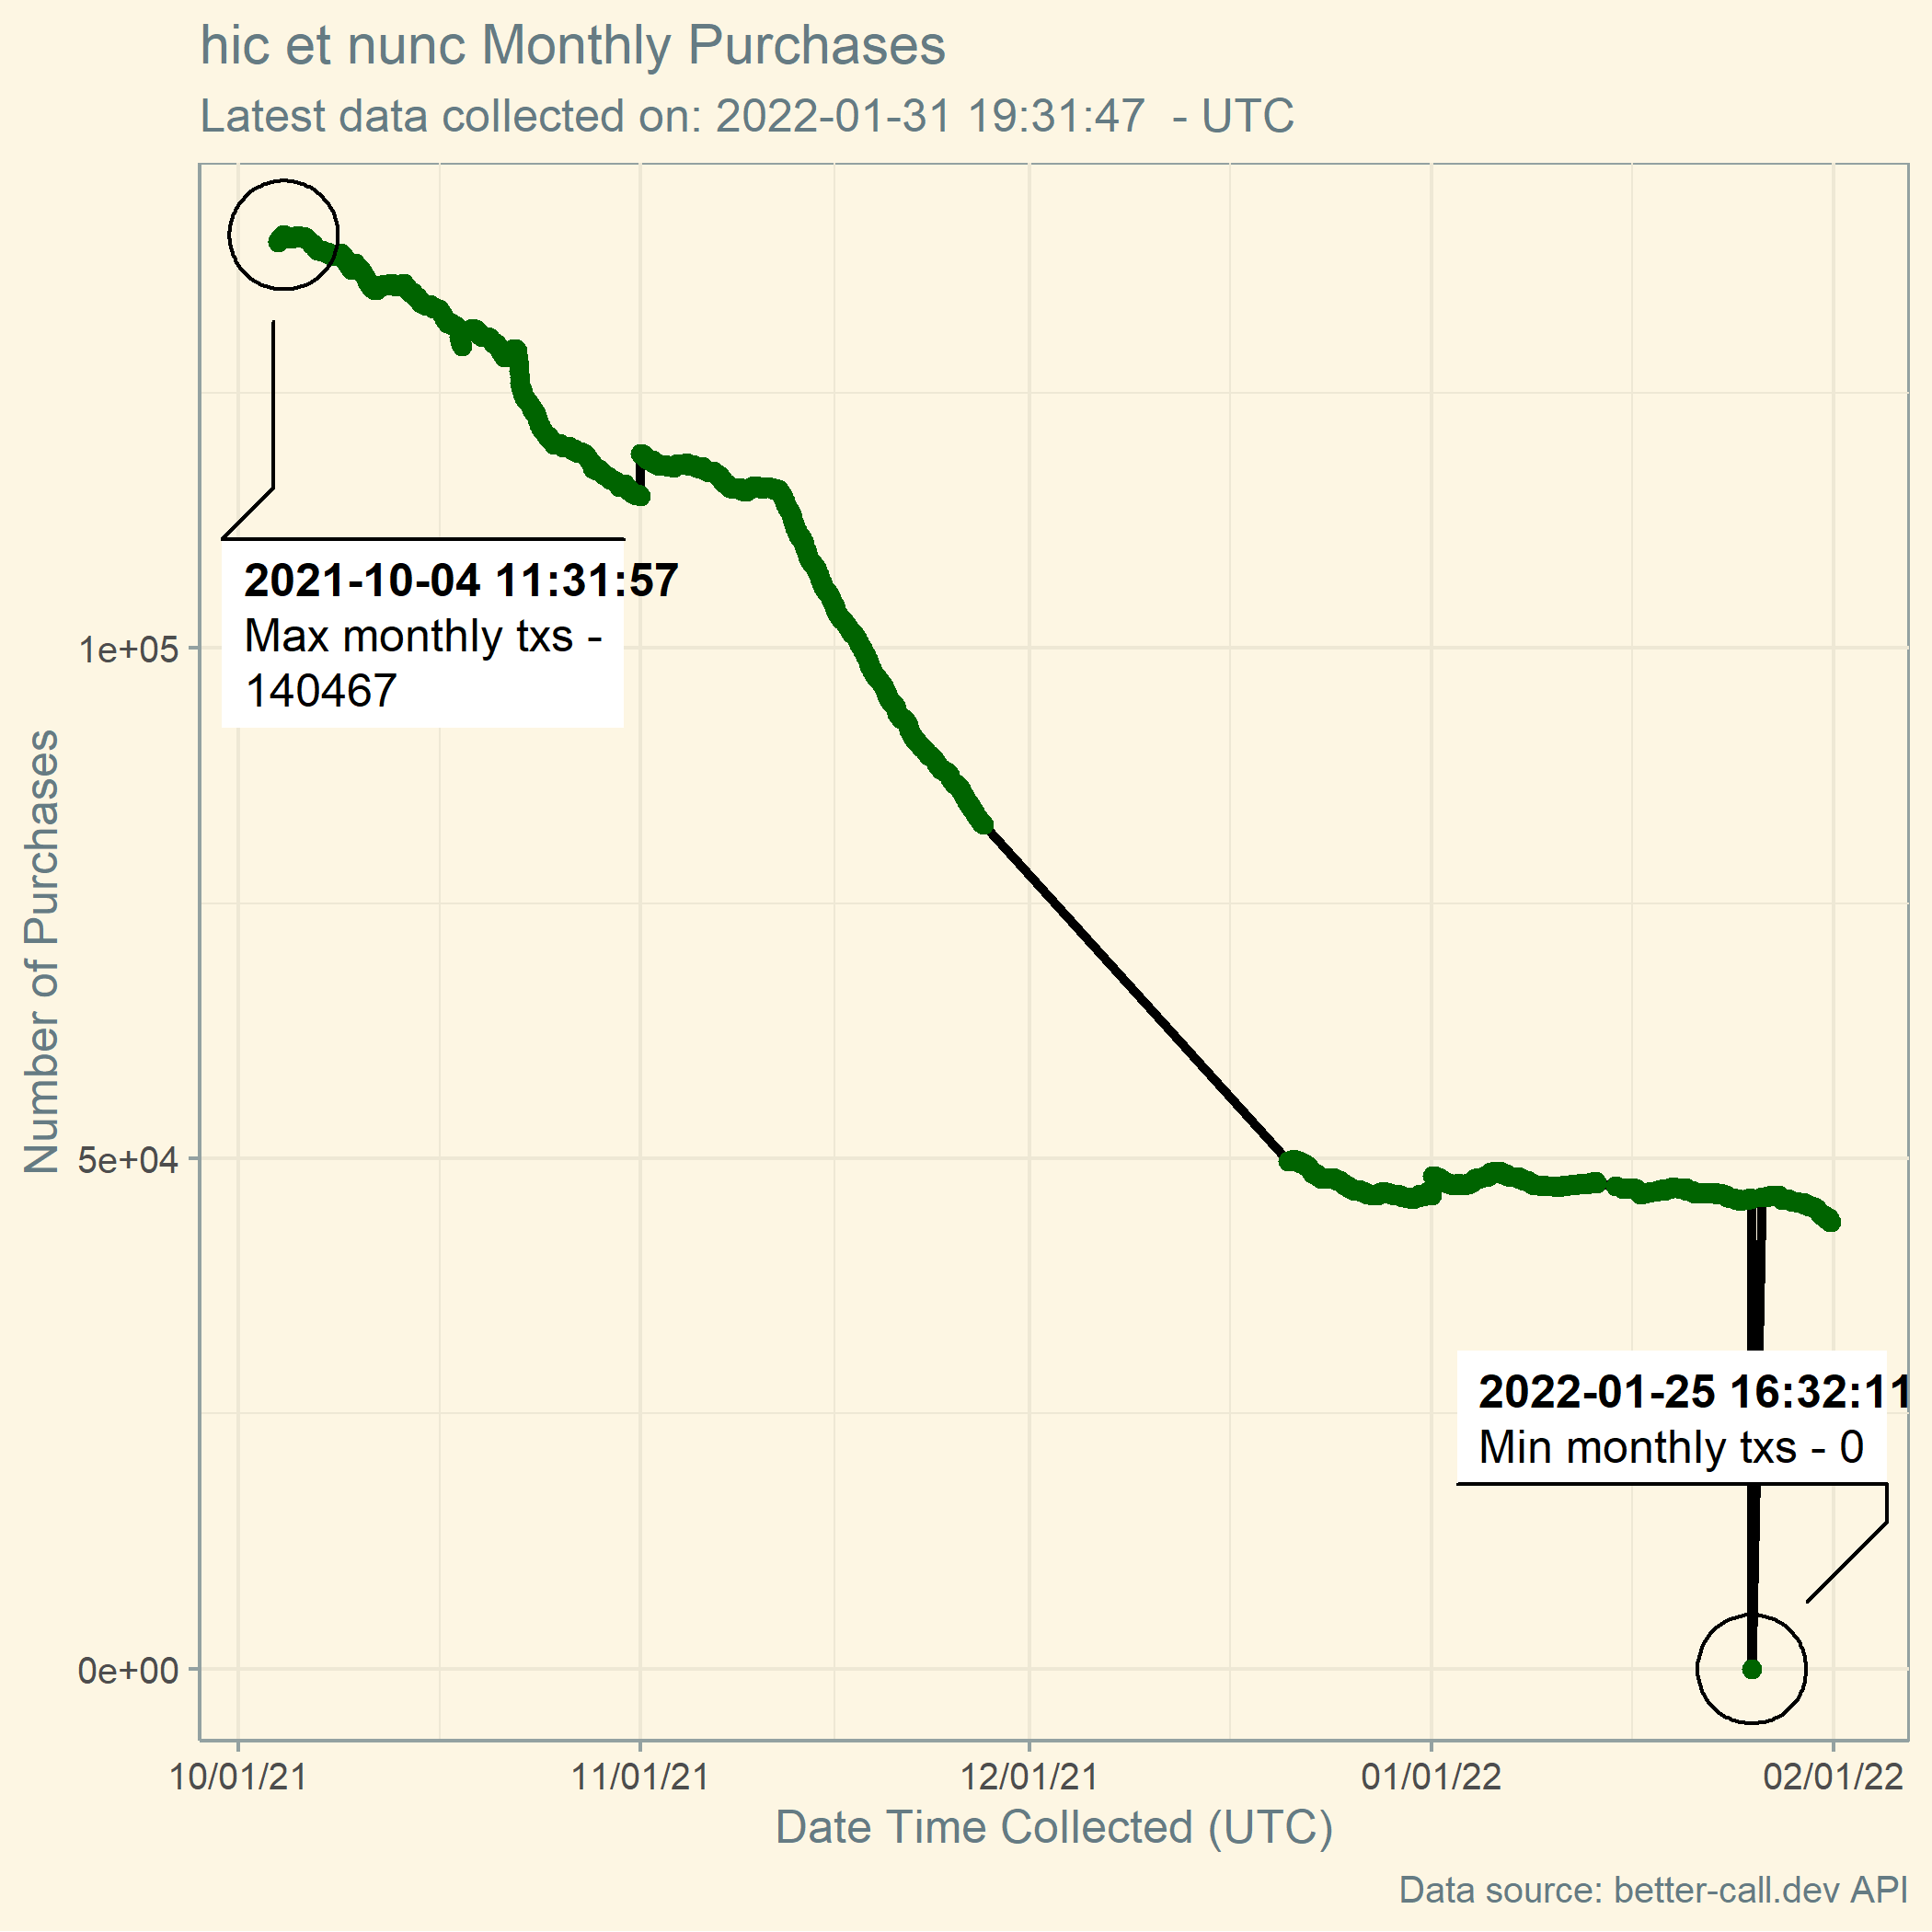 hic et nunc Monthly Purchases
Latest data collected on: 2022-01-31 19:31:47  - UTC
2021-10-04 11:31:57
Max monthly txs -
140467
1e+05
Number of Purchases
5e+04
2022-01-25 16:32:11
Min monthly txs - 0
0e+00
10/01/21 11/01/21 12/01/21 01/01/22 02/01/22
Date Time Collected (UTC)
Data source: better-call.dev API